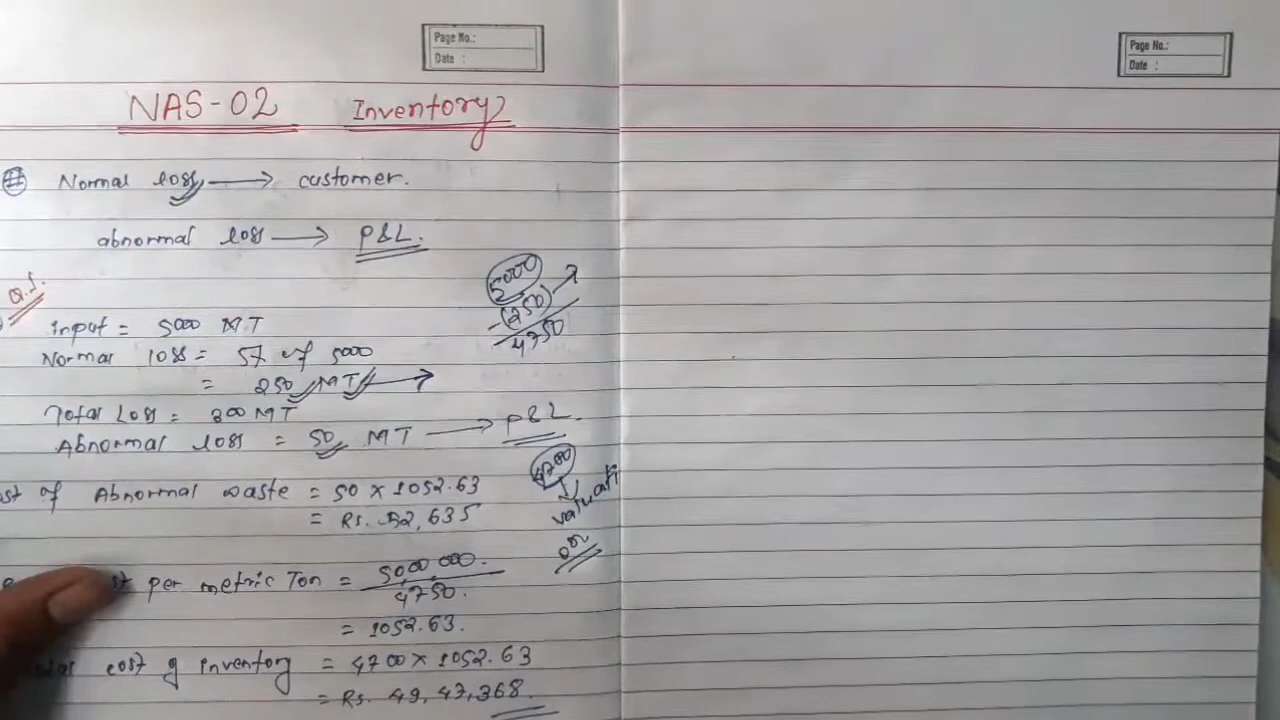 Page No.:
Date :
Page No.:
Date :
NAS-02 Inventory
# Normal loss → customer.
abnormal loss → P&L.
Q.1.
5000
-(250)
4750
input = 5000 MT
Normal loss = 5% of 5000
= 250 MT
Total Loss = 300 MT
Abnormal loss = 50 MT → P&L.
4700
of Abnormal waste = 50 × 1052.63
= Rs. 52,635
per metric Ton = 5000 000.
4750.
= 1052.63.
cost of inventory = 4700 × 1052.63
= Rs. 49,47,368.